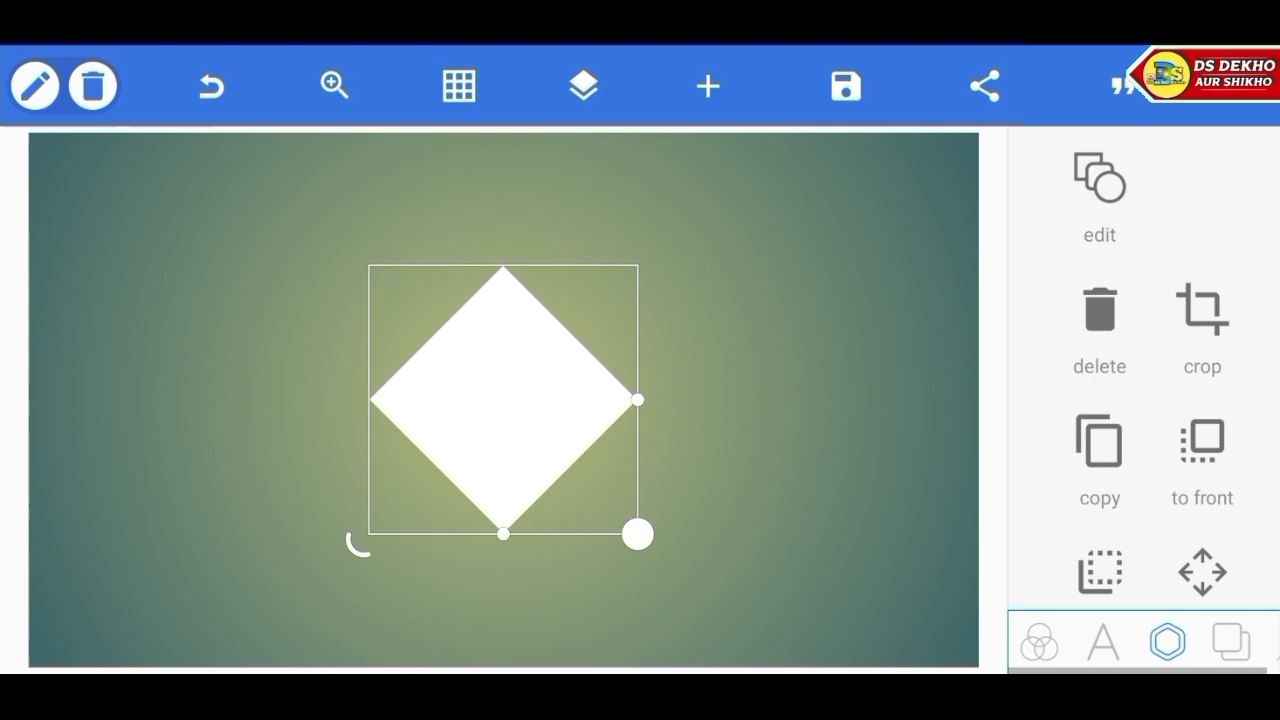 DS DEKHO
AUR SHIKHO
edit
delete
crop
copy
to front